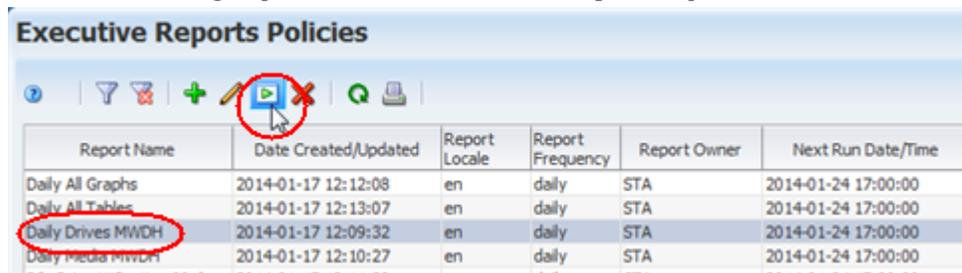 Executive Reports Policies
Report Name Date Created/Updated Report Locale Report Frequency Report Owner Next Run Date/Time
Daily All Graphs 2014-01-17 12:12:08 en daily STA 2014-01-24 17:00:00
Daily All Tables 2014-01-17 12:13:07 en daily STA 2014-01-24 17:00:00
Daily Drives MWDH 2014-01-17 12:09:32 en daily STA 2014-01-24 17:00:00
Daily Media MWDH 2014-01-17 12:10:27 en daily STA 2014-01-24 17:00:00